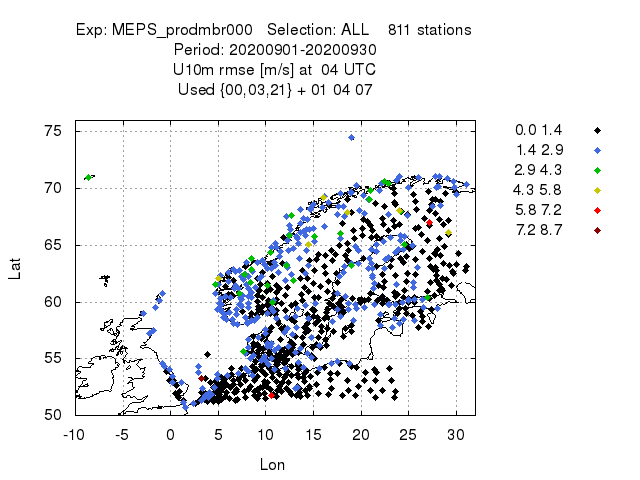 Exp: MEPS_prodmbr000   Selection: ALL    811 stations
Period: 20200901-20200930
U10m rmse [m/s] at  04 UTC
Used {00,03,21} + 01 04 07
0.0 1.4
1.4 2.9
2.9 4.3
4.3 5.8
5.8 7.2
7.2 8.7
75
70
65
60
55
50
Lat
-10 -5 0 5 10 15 20 25 30
Lon